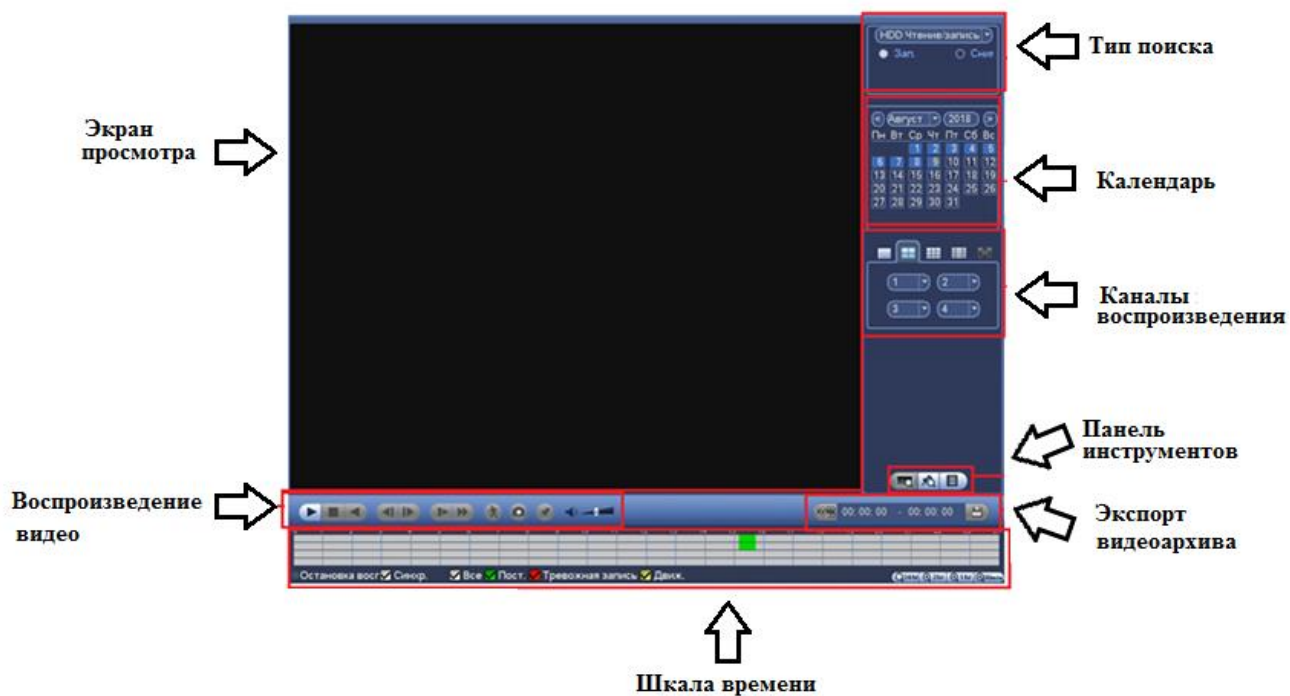 HDD Чтение/запись
Зап.
Тип поиска
Экран
просмотра
Август 2018
Пн Вт Ср Чт Пт Сб Вс
1 2 3 4 5
6 7 8 9 10 11 12
13 14 15 16 17 18 19
20 21 22 23 24 25 26
27 28 29 30 31
Календарь
1 2
3 4
Каналы
воспроизведения
Панель
инструментов
Воспроизведение
видео
00: 00: 00 - 00: 00: 00
Экспорт
видеоархива
Остановка восп Синхр. Все Пост. Тревожная запись Движ.
Шкала времени